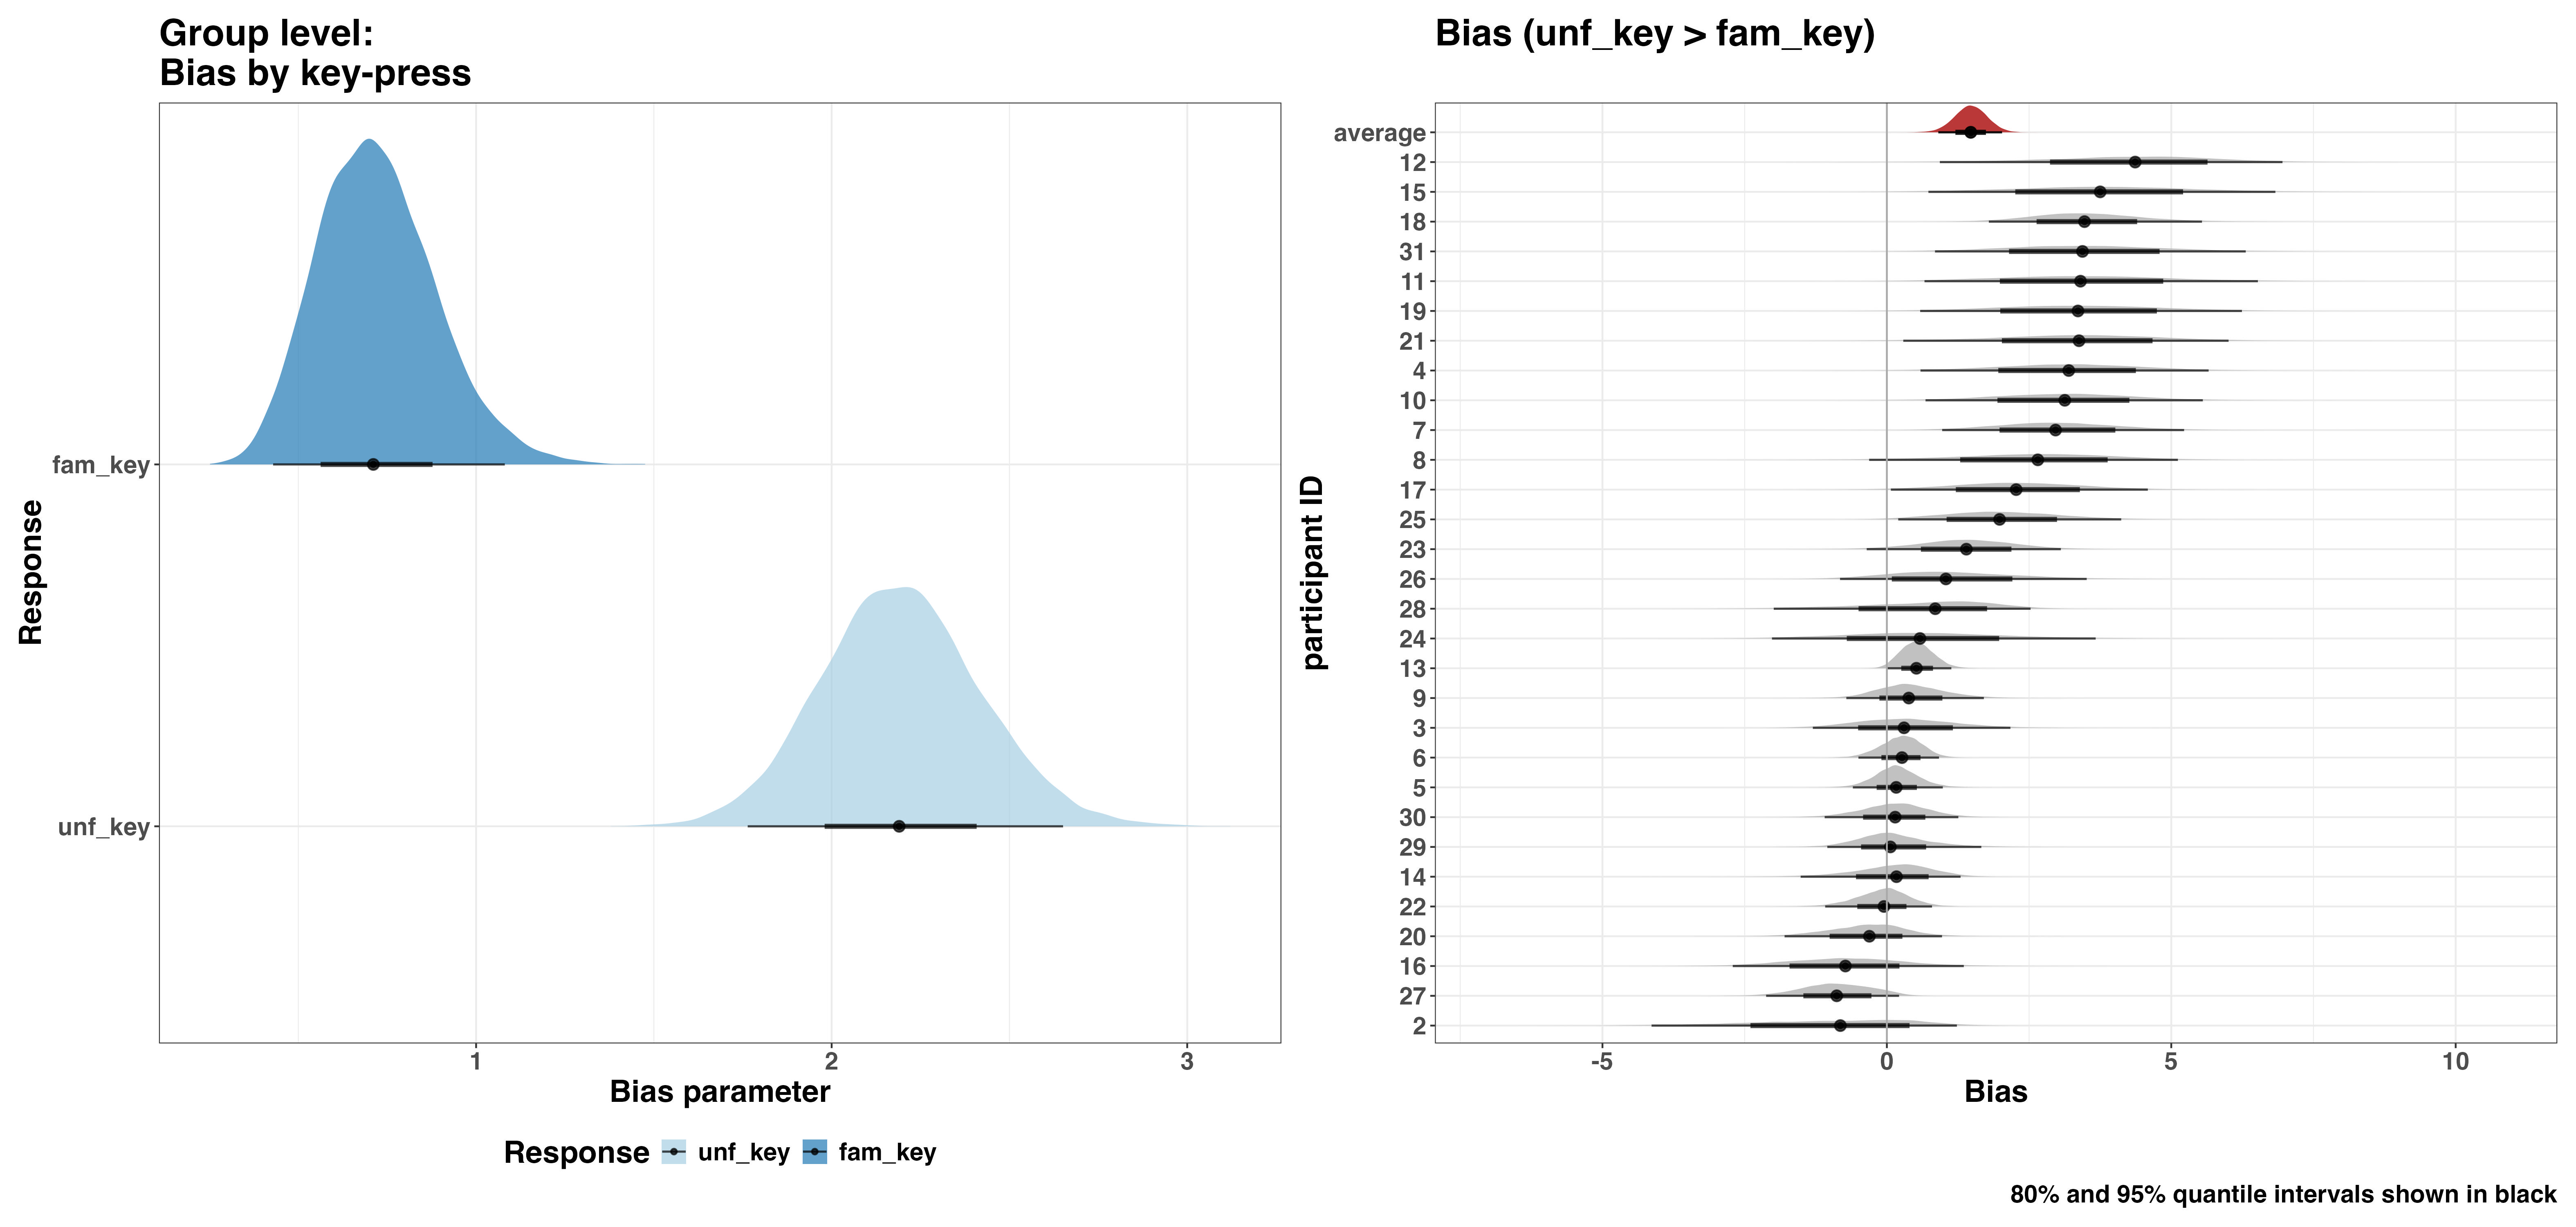 Group level:
Bias by key-press
Response
fam_key
unf_key
1 2 3
Bias parameter
Response unf_key fam_key
Bias (unf_key > fam_key)
participant ID
average
12
15
18
31
11
19
21
4
10
7
8
17
25
23
26
28
24
13
9
3
6
5
30
29
14
22
20
16
27
2
-5 0 5 10
Bias
80% and 95% quantile intervals shown in black